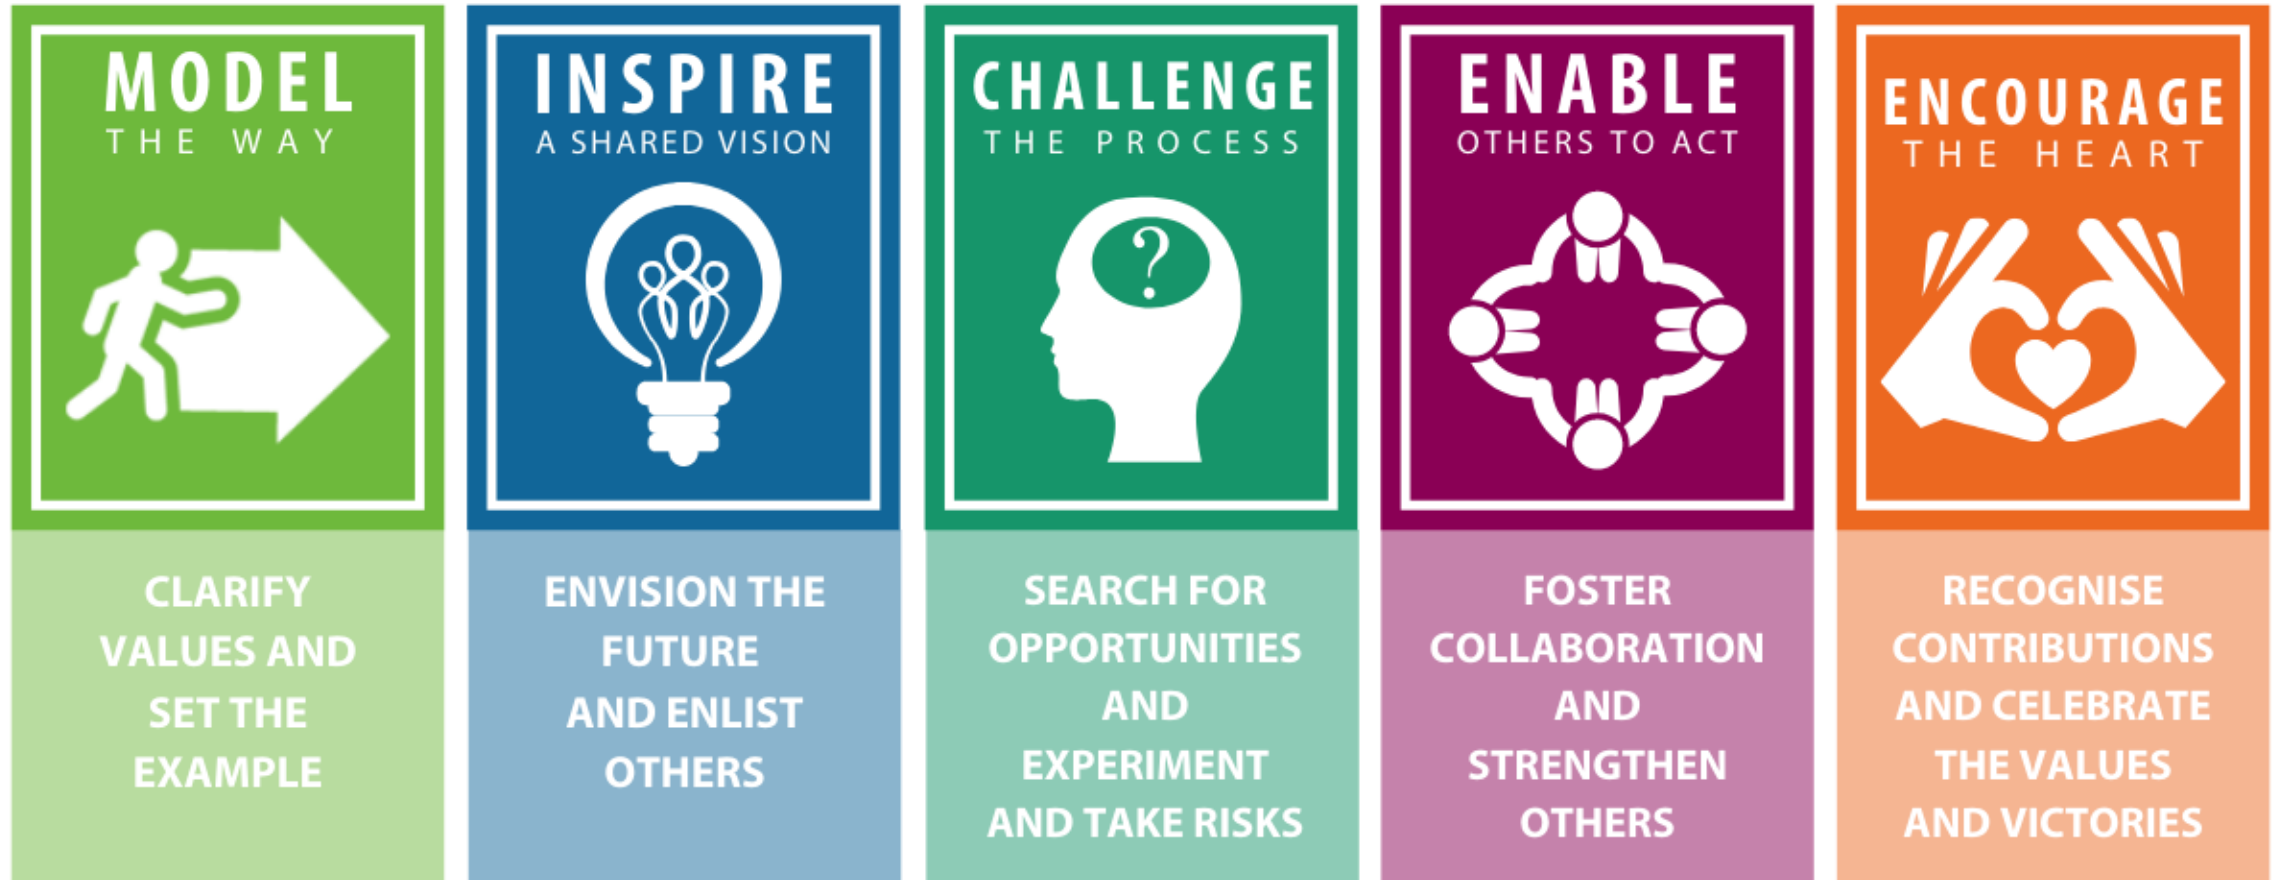 MODEL
THE WAY
CLARIFY
VALUES AND
SET THE
EXAMPLE
INSPIRE
A SHARED VISION
ENVISION THE
FUTURE
AND ENLIST
OTHERS
CHALLENGE
THE PROCESS
?
SEARCH FOR
OPPORTUNITIES
AND
EXPERIMENT
AND TAKE RISKS
ENABLE
OTHERS TO ACT
FOSTER
COLLABORATION
AND
STRENGTHEN
OTHERS
ENCOURAGE
THE HEART
RECOGNISE
CONTRIBUTIONS
AND CELEBRATE
THE VALUES
AND VICTORIES